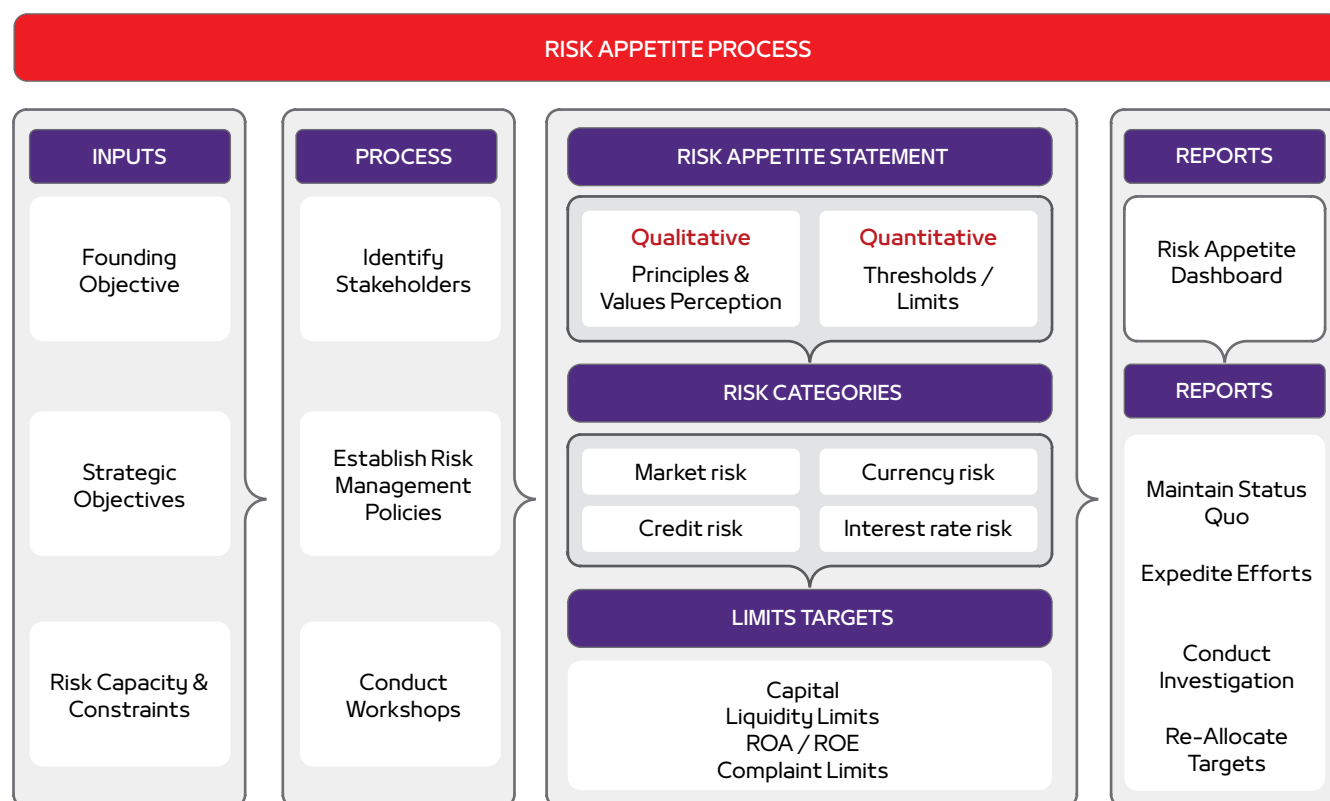 RISK APPETITE PROCESS
INPUTS
Founding
Objective
Strategic
Objectives
Risk Capacity &
Constraints
PROCESS
Identify
Stakeholders
Establish Risk
Management
Policies
Conduct
Workshops
RISK APPETITE STATEMENT
Qualitative
Principles &
Values Perception
Quantitative
Thresholds /
Limits
RISK CATEGORIES
Market risk
Currency risk
Credit risk
Interest rate risk
LIMITS TARGETS
Capital
Liquidity Limits
ROA / ROE
Complaint Limits
REPORTS
Risk Appetite
Dashboard
REPORTS
Maintain Status
Quo
Expedite Efforts
Conduct
Investigation
Re-Allocate
Targets